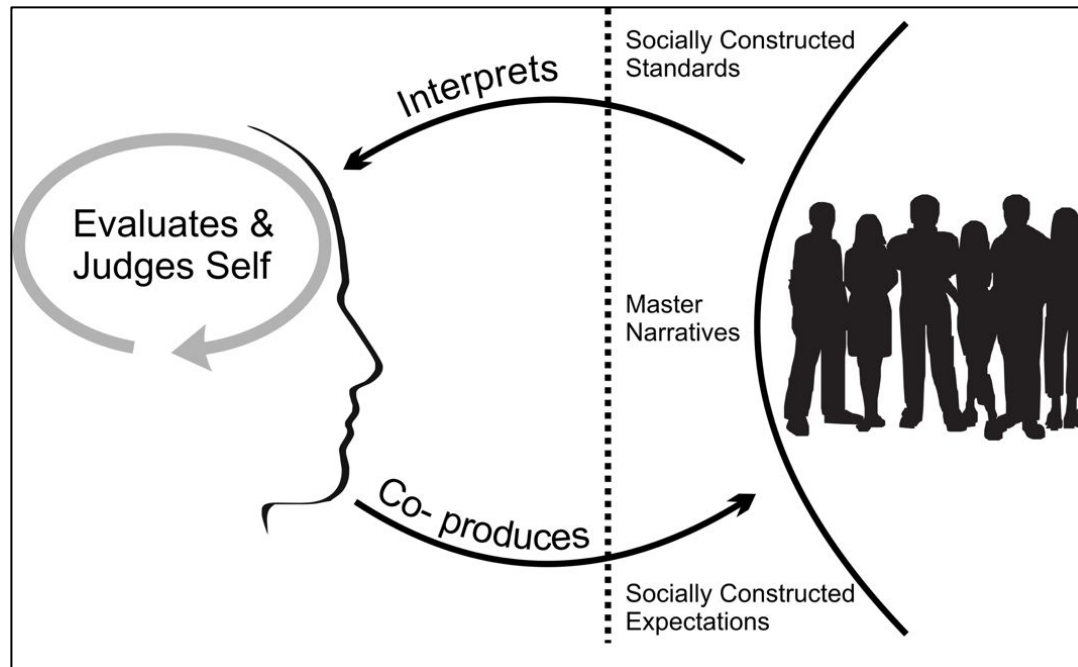 Socially Constructed
Standards
Interprets
Evaluates &
Judges Self
Master
Narratives
Co- produces
Socially Constructed
Expectations